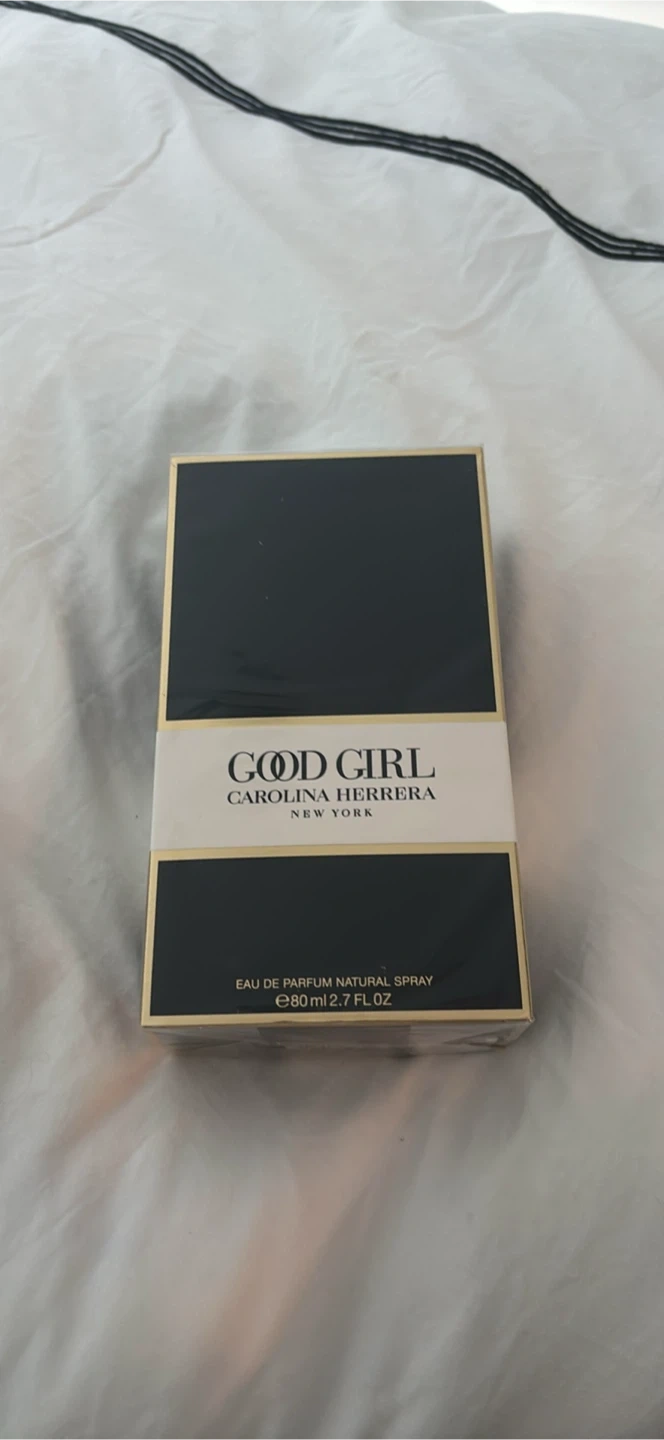 GOOD GIRL
CAROLINA HERRERA
NEW YORK
EAU DE PARFUM NATURAL SPRAY
℮80 ml 2.7 FL OZ